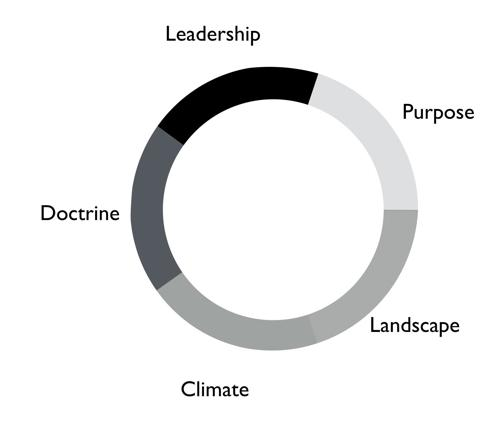 Leadership
Purpose
Doctrine
Landscape
Climate